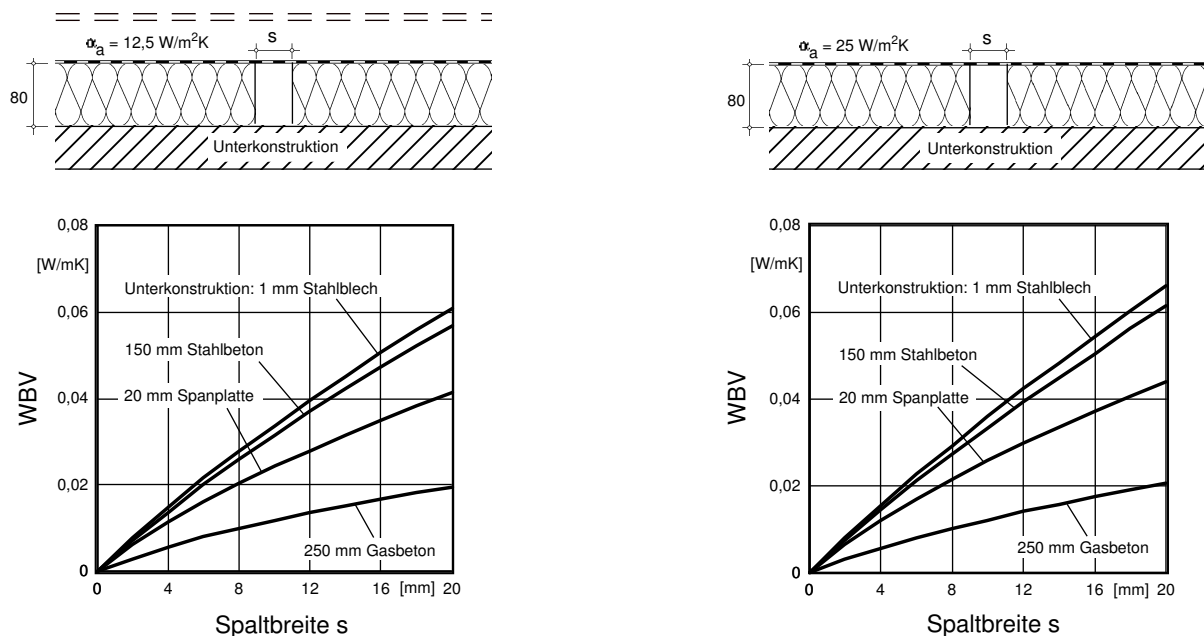 αa = 12,5 W/m²K
s
80
Unterkonstruktion
0,08
[W/mK]
0,06
0,04
0,02
0
WBV
Unterkonstruktion: 1 mm Stahlblech
150 mm Stahlbeton
20 mm Spanplatte
250 mm Gasbeton
0 4 8 12 16 [mm] 20
Spaltbreite s
αa = 25 W/m²K
s
80
Unterkonstruktion
0,08
[W/mK]
0,06
0,04
0,02
0
WBV
Unterkonstruktion: 1 mm Stahlblech
150 mm Stahlbeton
20 mm Spanplatte
250 mm Gasbeton
0 4 8 12 16 [mm] 20
Spaltbreite s